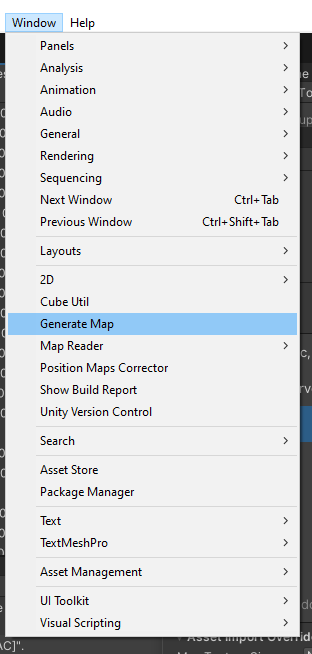 Window Help
Panels
Analysis
Animation
Audio
General
Rendering
Sequencing
Next Window Ctrl+Tab
Previous Window Ctrl+Shift+Tab
Layouts
2D
Cube Util
Generate Map
Map Reader
Position Maps Corrector
Show Build Report
Unity Version Control
Search
Asset Store
Package Manager
Text
TextMeshPro
Asset Management
UI Toolkit
Visual Scripting
AC]".